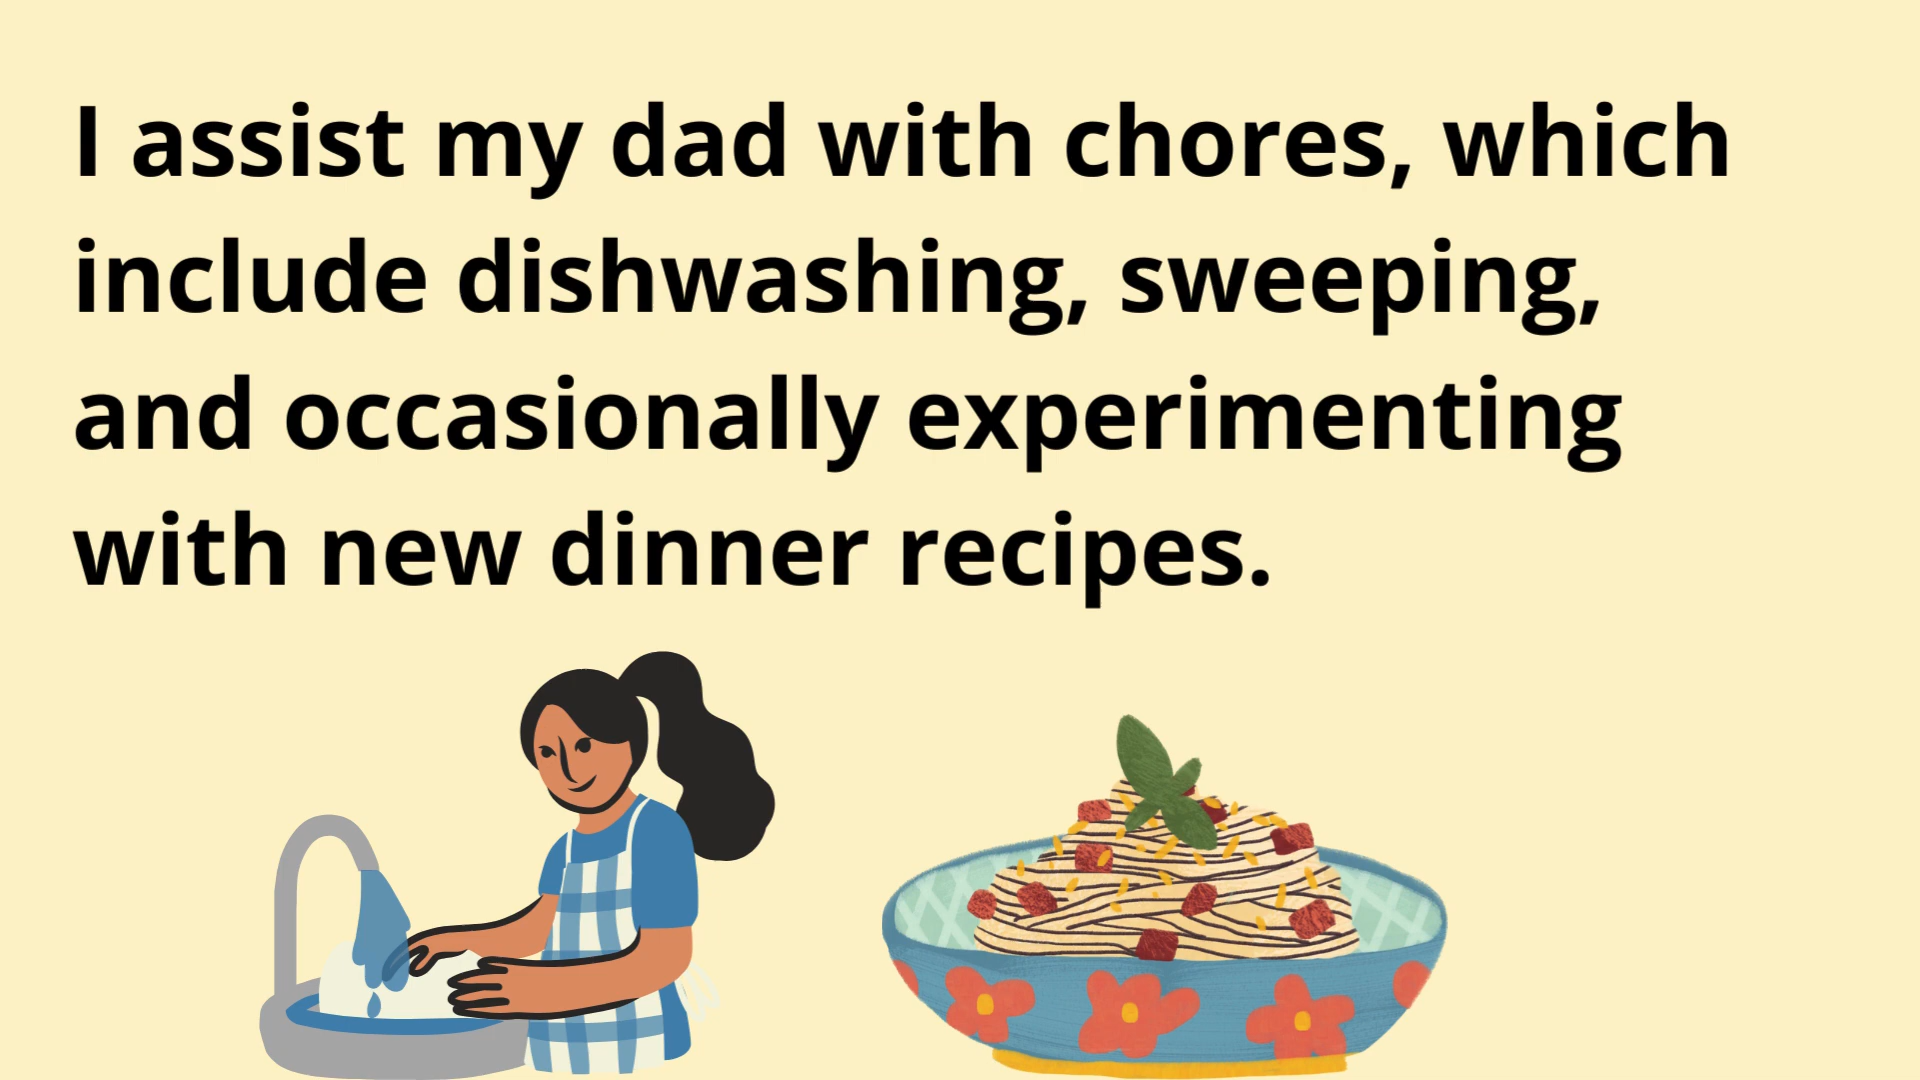 I assist my dad with chores, which
include dishwashing, sweeping,
and occasionally experimenting
with new dinner recipes.